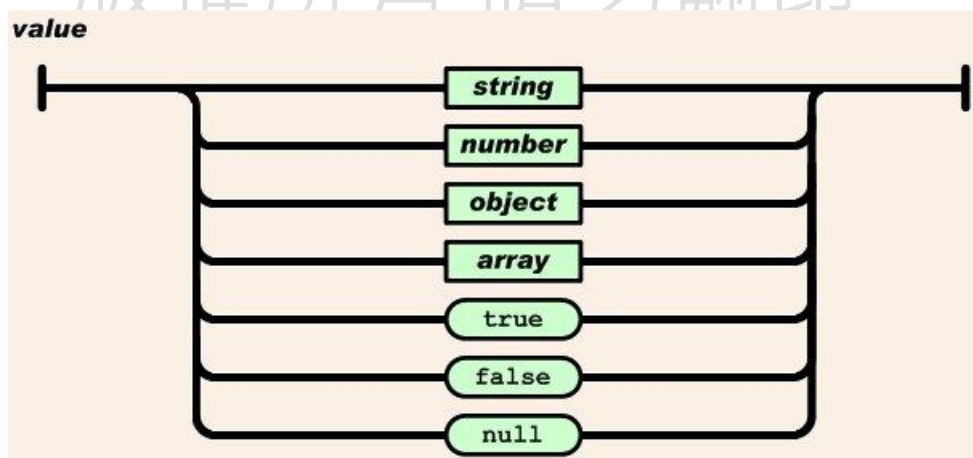 value
string
number
object
array
true
false
null